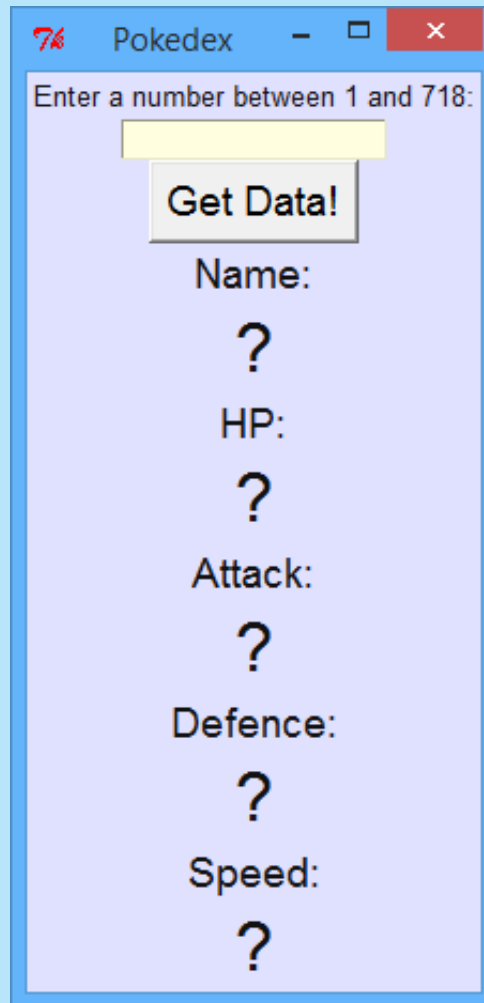 Pokedex
Enter a number between 1 and 718:
Get Data!
Name:
?
HP:
?
Attack:
?
Defence:
?
Speed:
?